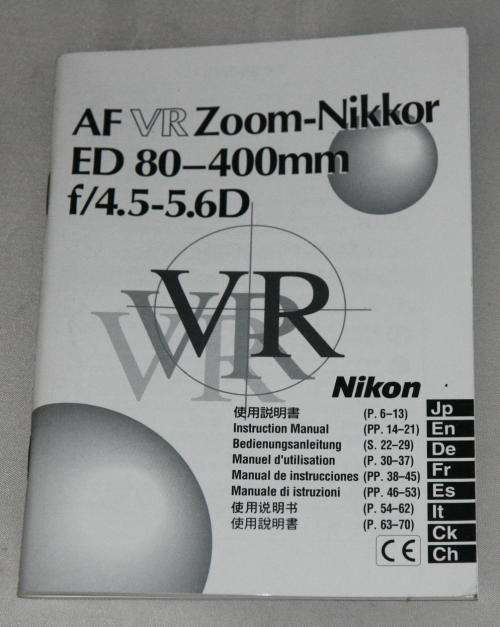 AF VR Zoom-Nikkor
ED 80–400mm
f/4.5-5.6D
VR
Nikon
使用説明書 (P. 6–13) Jp
Instruction Manual (PP. 14–21) En
Bedienungsanleitung (S. 22–29) De
Manuel d'utilisation (P. 30–37) Fr
Manual de instrucciones (PP. 38–45) Es
Manuale di istruzioni (PP. 46–53) It
使用说明书 (P. 54–62) Ck
使用說明書 (P. 63–70) Ch
CE